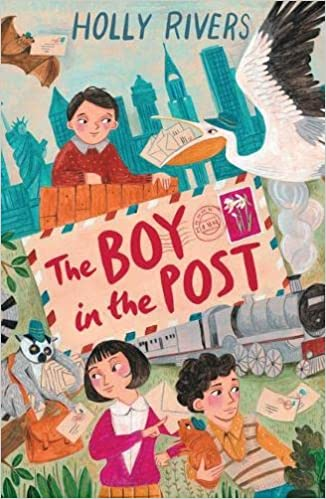 HOLLY RIVERS
The BOY
in the POST